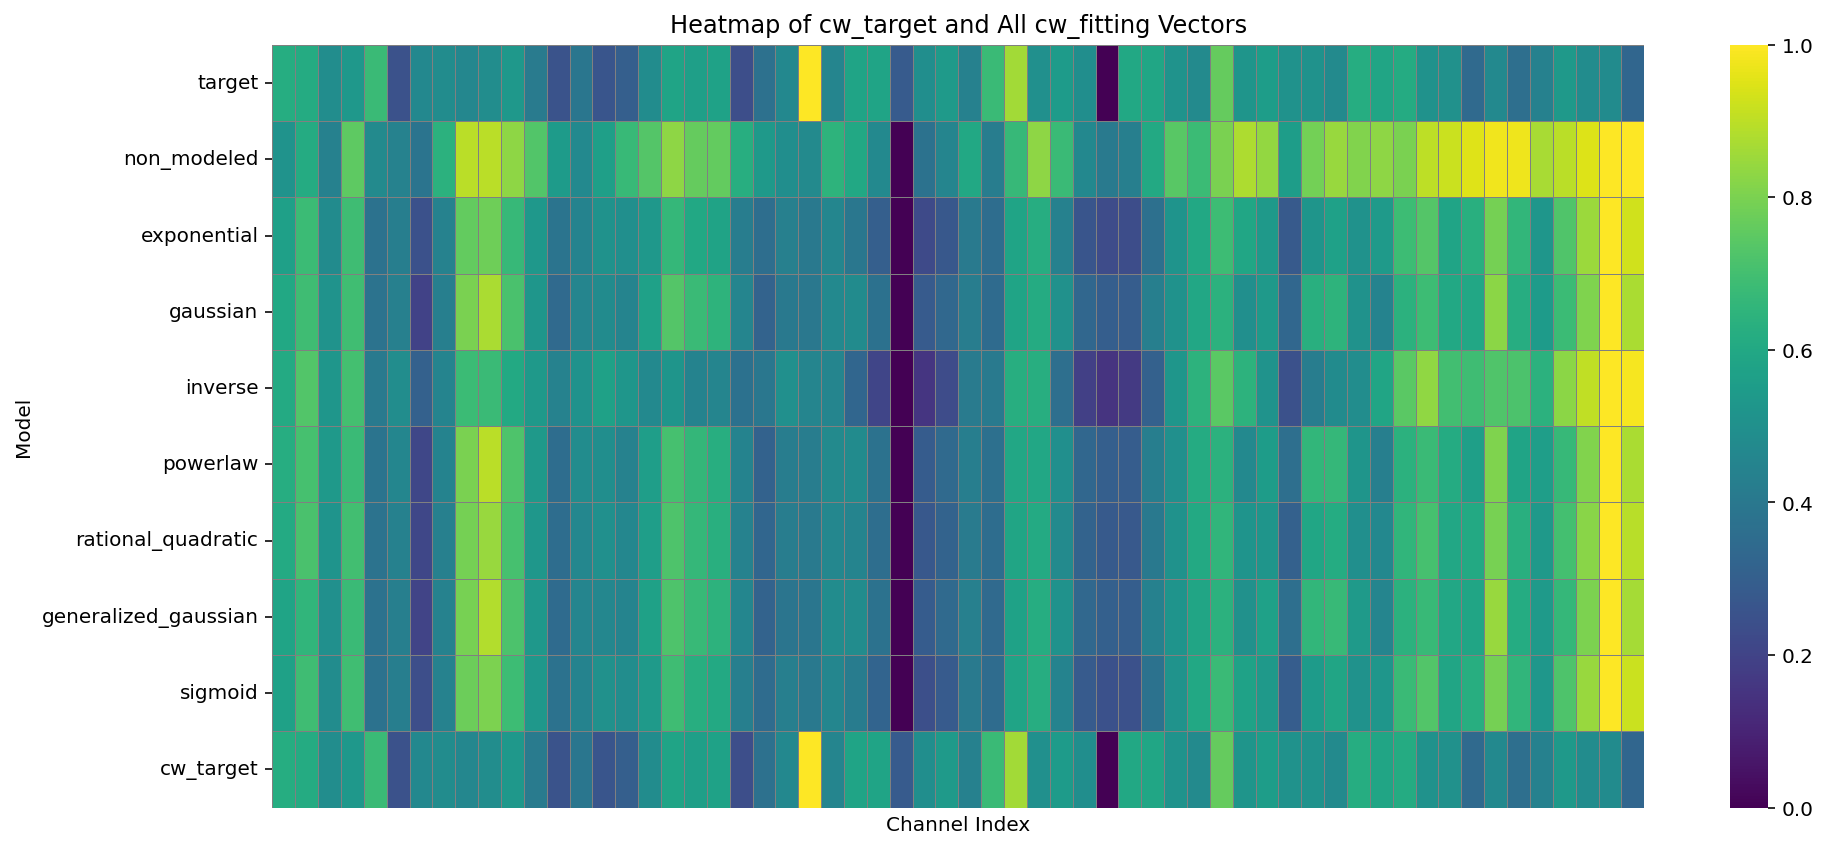 Heatmap of cw_target and All cw_fitting Vectors
Model
target
non_modeled
exponential
gaussian
inverse
powerlaw
rational_quadratic
generalized_gaussian
sigmoid
cw_target
Channel Index
1.0
0.8
0.6
0.4
0.2
0.0